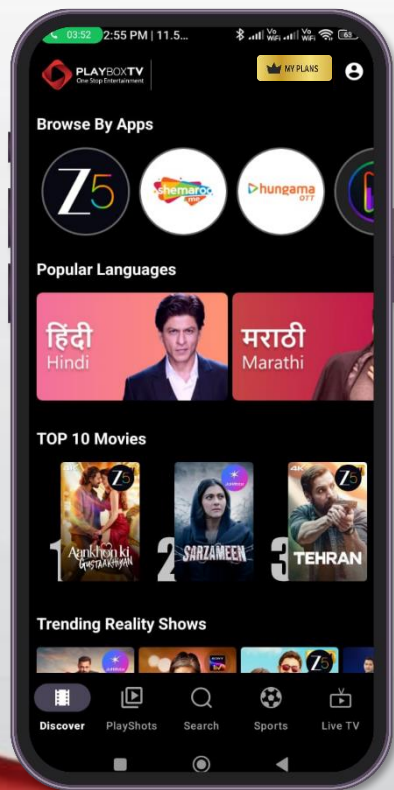 03:52 2:55 PM | 11.5... Vo WiFi Vo WiFi 63
PLAYBOXTV
One Stop Entertainment
MY PLANS
Browse By Apps
Z5
shemaroo
me
hungama
OTT
Popular Languages
हिंदी
Hindi
मराठी
Marathi
TOP 10 Movies
4K Z5
1
Aankhon ki
GUSTAAKHIYAN
2
SARZAMEEN
4K Z5
3
TEHRAN
Trending Reality Shows
Z5
Discover PlayShots Search Sports Live TV